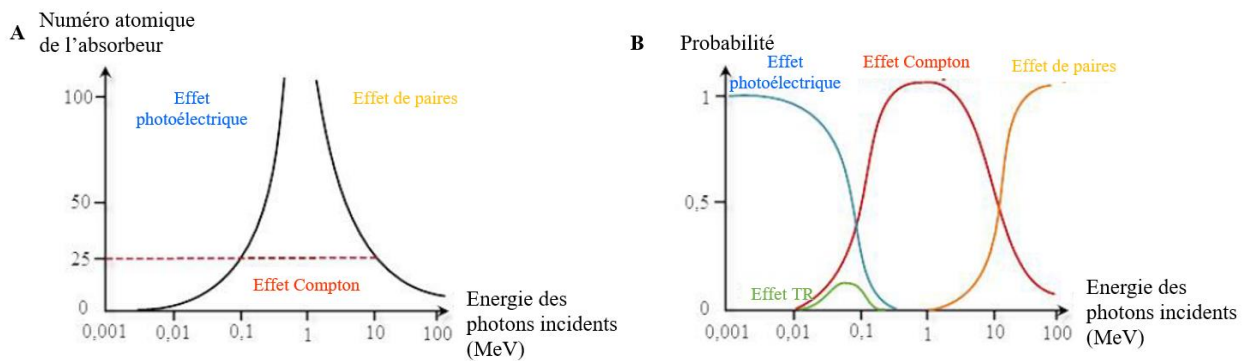 A
Numéro atomique
de l’absorbeur
100
50
25
0
0,001
0,01
0,1
1
10
100
Effet
photoélectrique
Effet de paires
Effet Compton
Energie des
photons incidents
(MeV)
B
Probabilité
Effet
photoélectrique
Effet Compton
Effet de paires
Effet TR
1
0,5
0
0,001
0,01
0,1
1
10
100
Energie des
photons incidents
(MeV)